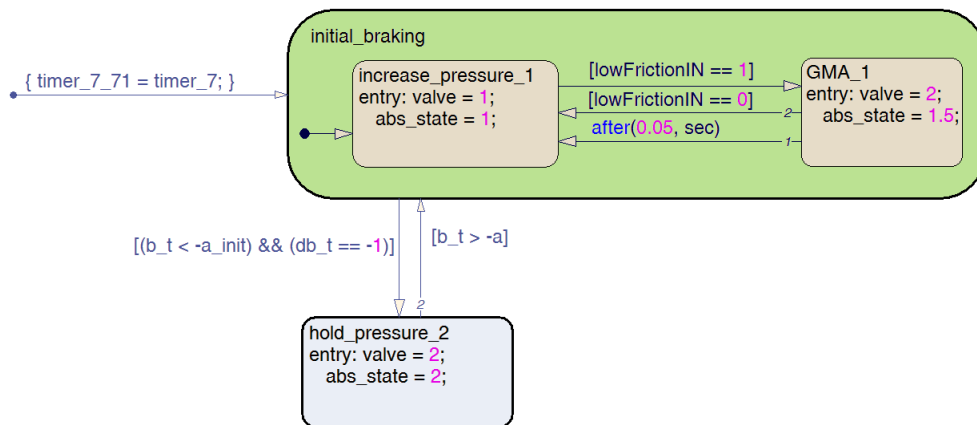 initial_braking
{ timer_7_71 = timer_7; }
increase_pressure_1
entry: valve = 1;
abs_state = 1;
[lowFrictionIN == 1]
[lowFrictionIN == 0]
2
after(0.05, sec)
1
GMA_1
entry: valve = 2;
abs_state = 1.5;
[(b_t < -a_init) && (db_t == -1)]
[b_t > -a]
2
hold_pressure_2
entry: valve = 2;
abs_state = 2;